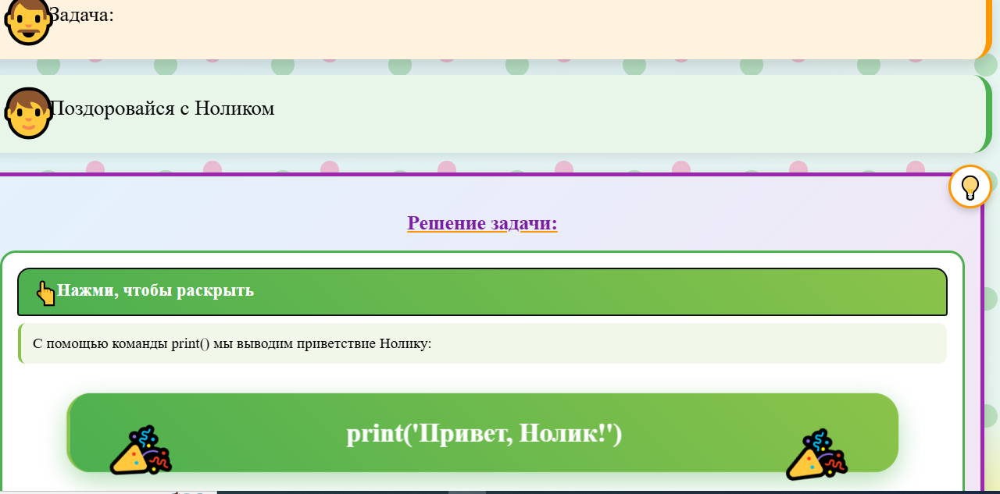 Задача:
Поздоровайся с Ноликом
Решение задачи:
Нажми, чтобы раскрыть
С помощью команды print() мы выводим приветствие Нолику:
print('Привет, Нолик!')